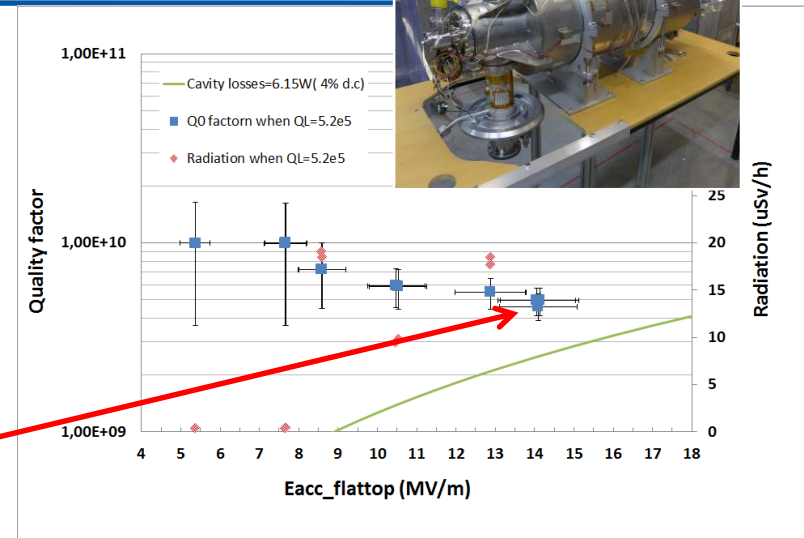 1,00E+11
Cavity losses=6.15W( 4% d.c)
Q0 factorn when QL=5.2e5
Radiation when QL=5.2e5
Quality factor
1,00E+10
1,00E+09
25
20
15
10
5
0
Radiation (uSv/h)
4 5 6 7 8 9 10 11 12 13 14 15 16 17 18
Eacc_flattop (MV/m)